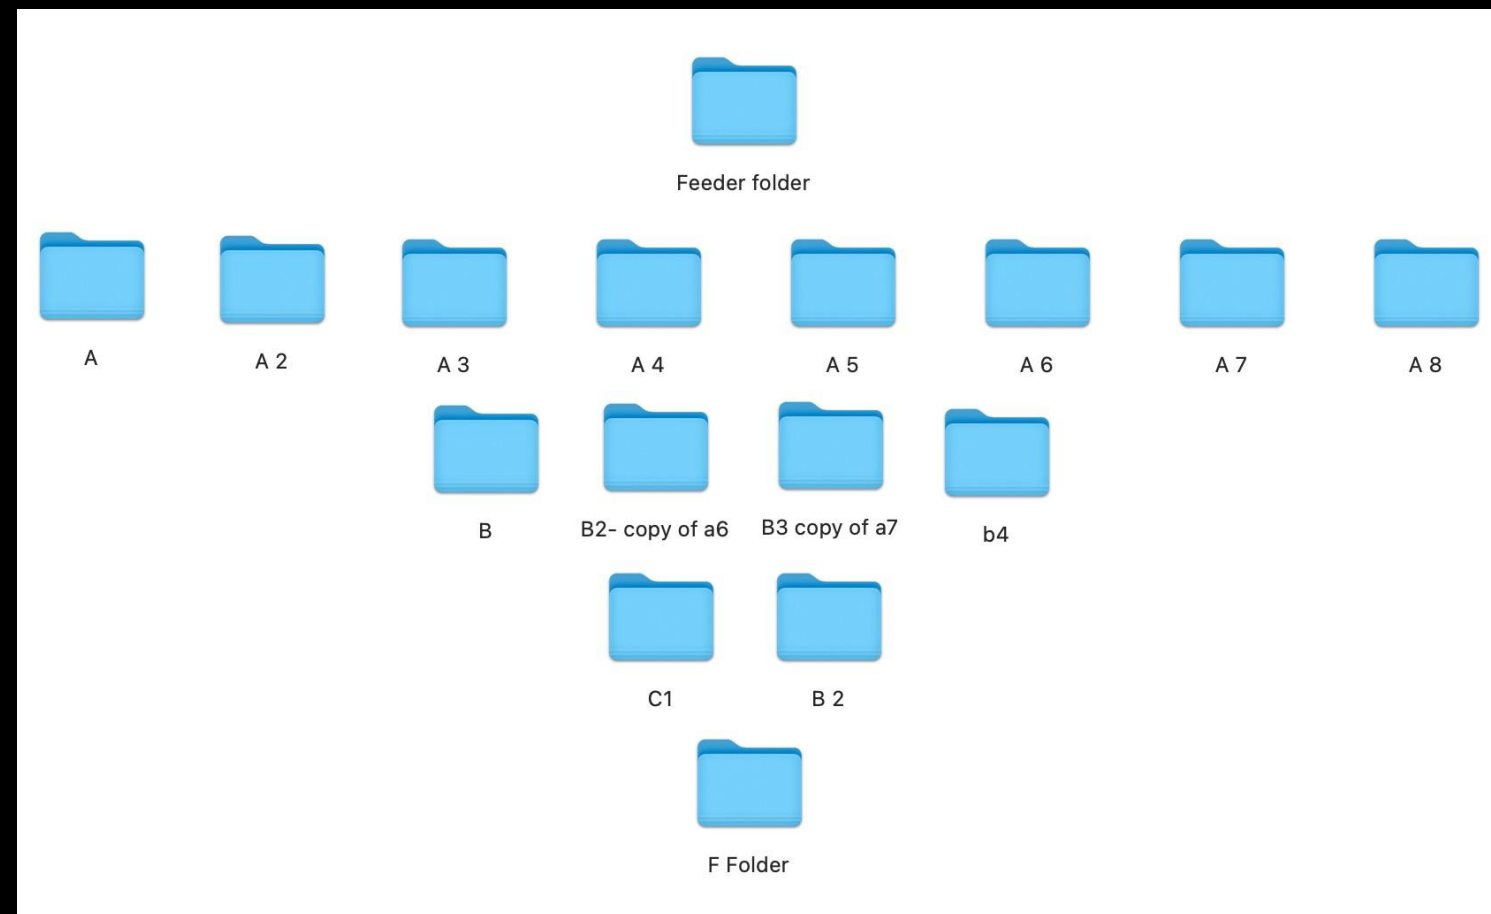 Feeder folder
A
A 2
A 3
A 4
A 5
A 6
A 7
A 8
B
B2- copy of a6
B3 copy of a7
b4
C1
B 2
F Folder